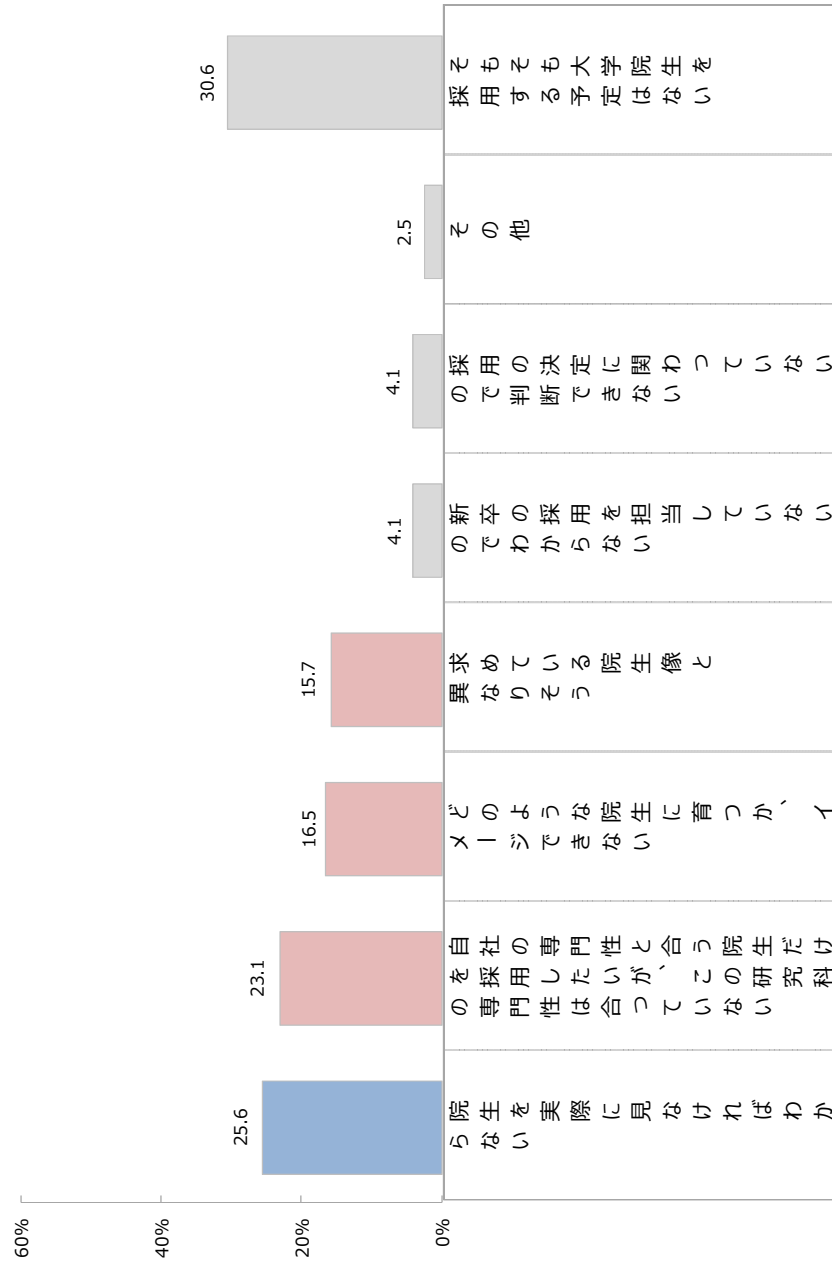 60%
40%
20%
0%
25.6
23.1
16.5
15.7
4.1
4.1
2.5
30.6
院生を実際に見なければわか
らない
自社の専門性と合う院生だけ
を採用したいが、この研究科
の専門性は合っていない
どのような院生に育つか、イ
メージできない
求めている院生像と
異なりそう
新卒の採用を担当していない
のでわからない
採用の決定に関わっていない
ので判断できない
その他
そもそも大学院生を
採用する予定はない